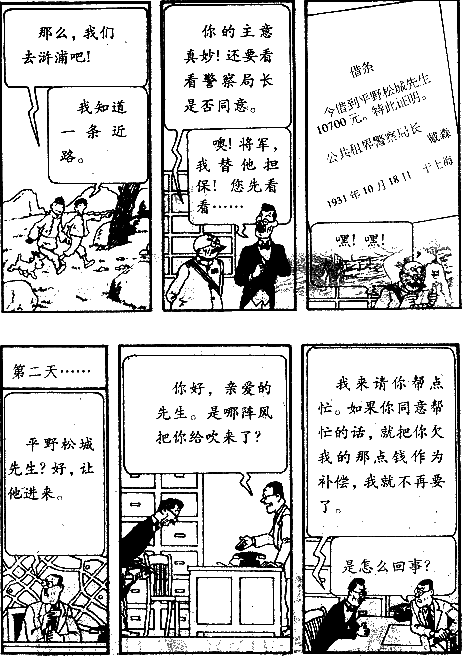 那么，我们
去浒浦吧！
我知道
一条近
路。
你的主意
真妙！还要看
看警察局长
是否同意。
噢！将军，
我替他担
保！您先看
看……
借条
今借到平野松城先生
10700元。特此证明。
公共租界警察局长 敬森
1931年10月18日 于上海
嘿！嘿！
第二天……
平野松城
先生？好，让
他进来。
你好，亲爱的
先生。是哪阵风
把你给吹来了？
我来请你帮点
忙。如果你同意帮
忙的话，就把你欠
我的那点钱作为
补偿，我就不再要
了。
是怎么回事？